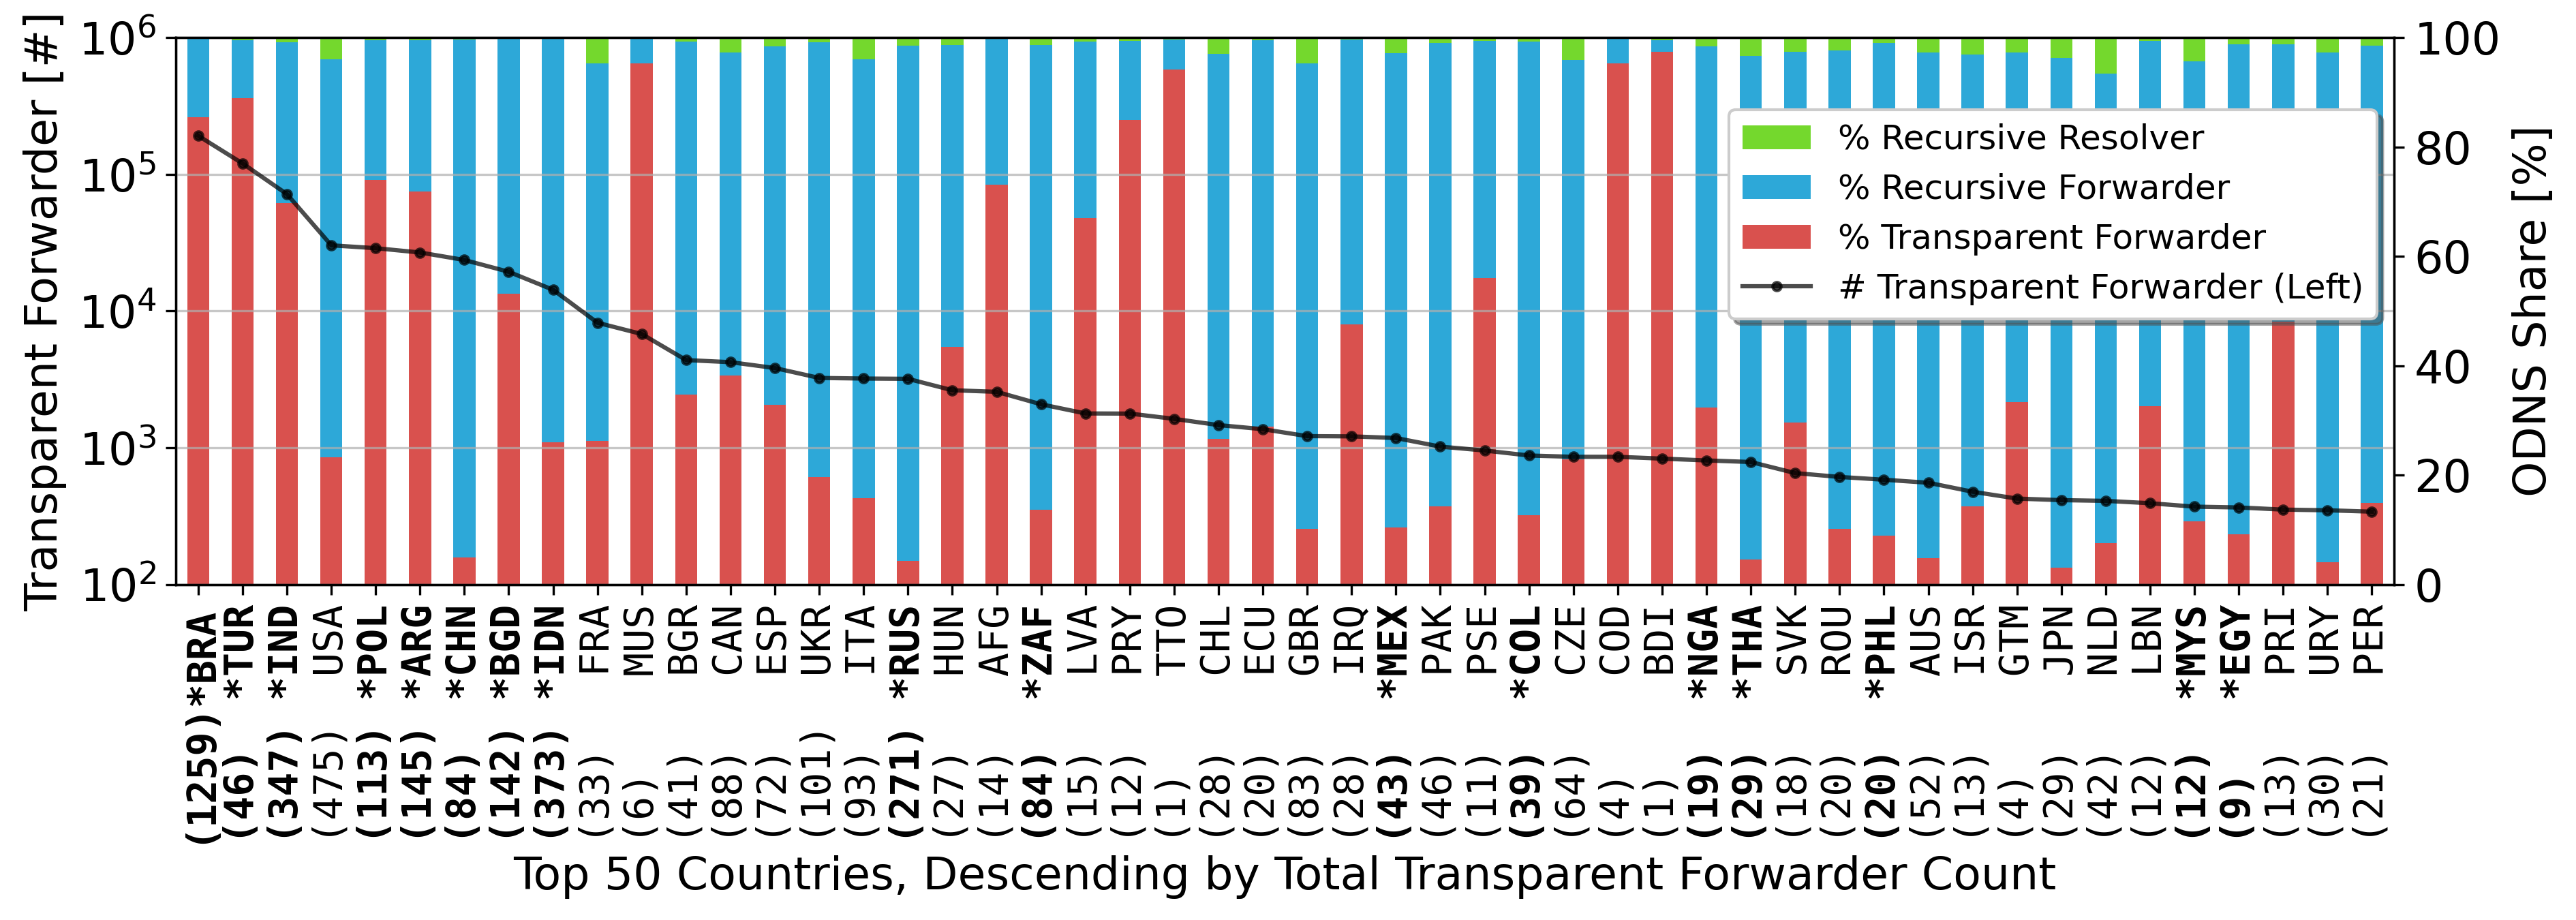 Transparent Forwarder [#]
10^6
10^5
10^4
10^3
10^2
% Recursive Resolver
% Recursive Forwarder
% Transparent Forwarder
# Transparent Forwarder (Left)
100
80
60
40
20
0
ODNS Share [%]
(1259)*BRA
(46) *TUR
(347) *IND
(475) USA
(113) *POL
(145) *ARG
(84) *CHN
(142) *BGD
(373) *IDN
(33) FRA
(6) MUS
(41) BGR
(88) CAN
(72) ESP
(101) UKR
(93) ITA
(271) *RUS
(27) HUN
(14) AFG
(84) *ZAF
(15) LVA
(12) PRY
(1) TTO
(28) CHL
(20) ECU
(83) GBR
(28) IRQ
(43) *MEX
(46) PAK
(11) PSE
(39) *COL
(64) CZE
(4) COD
(1) BDI
(19) *NGA
(29) *THA
(18) SVK
(20) ROU
(20) *PHL
(52) AUS
(13) ISR
(4) GTM
(29) JPN
(42) NLD
(12) LBN
(12) *MYS
(9) *EGY
(13) PRI
(30) URY
(21) PER
Top 50 Countries, Descending by Total Transparent Forwarder Count